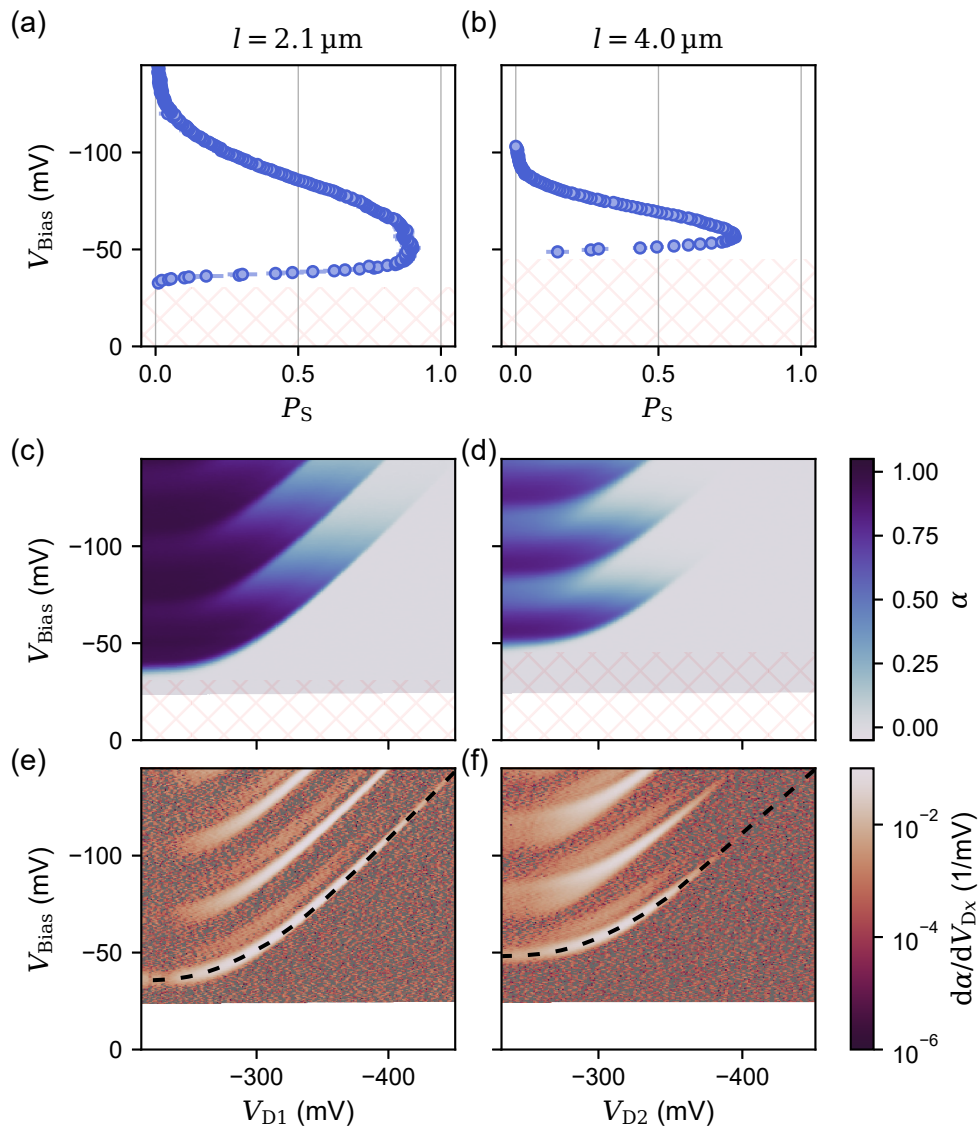 (a)
l = 2.1 µm
(b)
l = 4.0 µm
V_Bias (mV)
−100
−50
0
0.0
0.5
1.0
0.0
0.5
1.0
P_S
P_S
(c)
(d)
V_Bias (mV)
−100
−50
0
1.00
0.75
0.50
0.25
0.00
α
(e)
(f)
V_Bias (mV)
−100
−50
0
−300
−400
−300
−400
V_D1 (mV)
V_D2 (mV)
10^−2
10^−4
10^−6
dα/dV_Dx (1/mV)